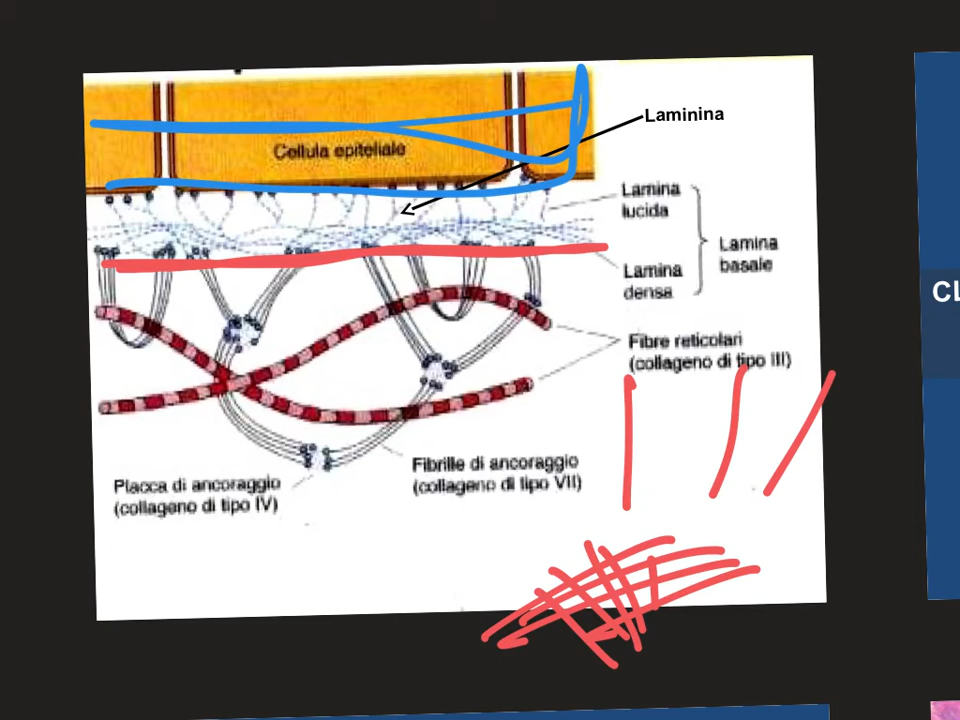 Laminina
Cellula epiteliale
Lamina
lucida
Lamina
basale
Lamina
densa
CL
Fibre reticolari
(collageno di tipo III)
Fibrille di ancoraggio
(collageno di tipo VII)
Placca di ancoraggio
(collageno di tipo IV)